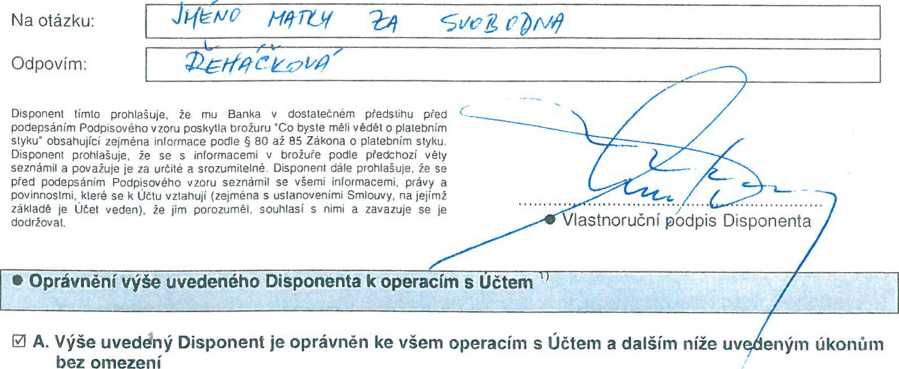 Na otázku: JMÉNO MATKY ZA SVOBODNA
Odpovím: ŘEHÁČKOVÁ
Disponent tímto prohlašuje, že mu Banka v dostatečném předstihu před
podepsáním Podpisového vzoru poskytla brožuru "Co byste měli vědět o platebním
styku" obsahující zejména informace podle § 80 až 85 Zákona o platebním styku.
Disponent prohlašuje, že se s informacemi v brožuře podle předchozí věty
seznámil a považuje je za určité a srozumitelné. Disponent dále prohlašuje, že se
před podepsáním Podpisového vzoru seznámil se všemi informacemi, právy a
povinnostmi, které se k Účtu vztahují (zejména s ustanoveními Smlouvy, na jejímž
základě je Účet veden), že jim porozuměl, souhlasí s nimi a zavazuje se je
dodržovat.
● Vlastnoruční podpis Disponenta
● Oprávnění výše uvedeného Disponenta k operacím s Účtem 1)
☑ A. Výše uvedený Disponent je oprávněn ke všem operacím s Účtem a dalším níže uvedeným úkonům
bez omezení